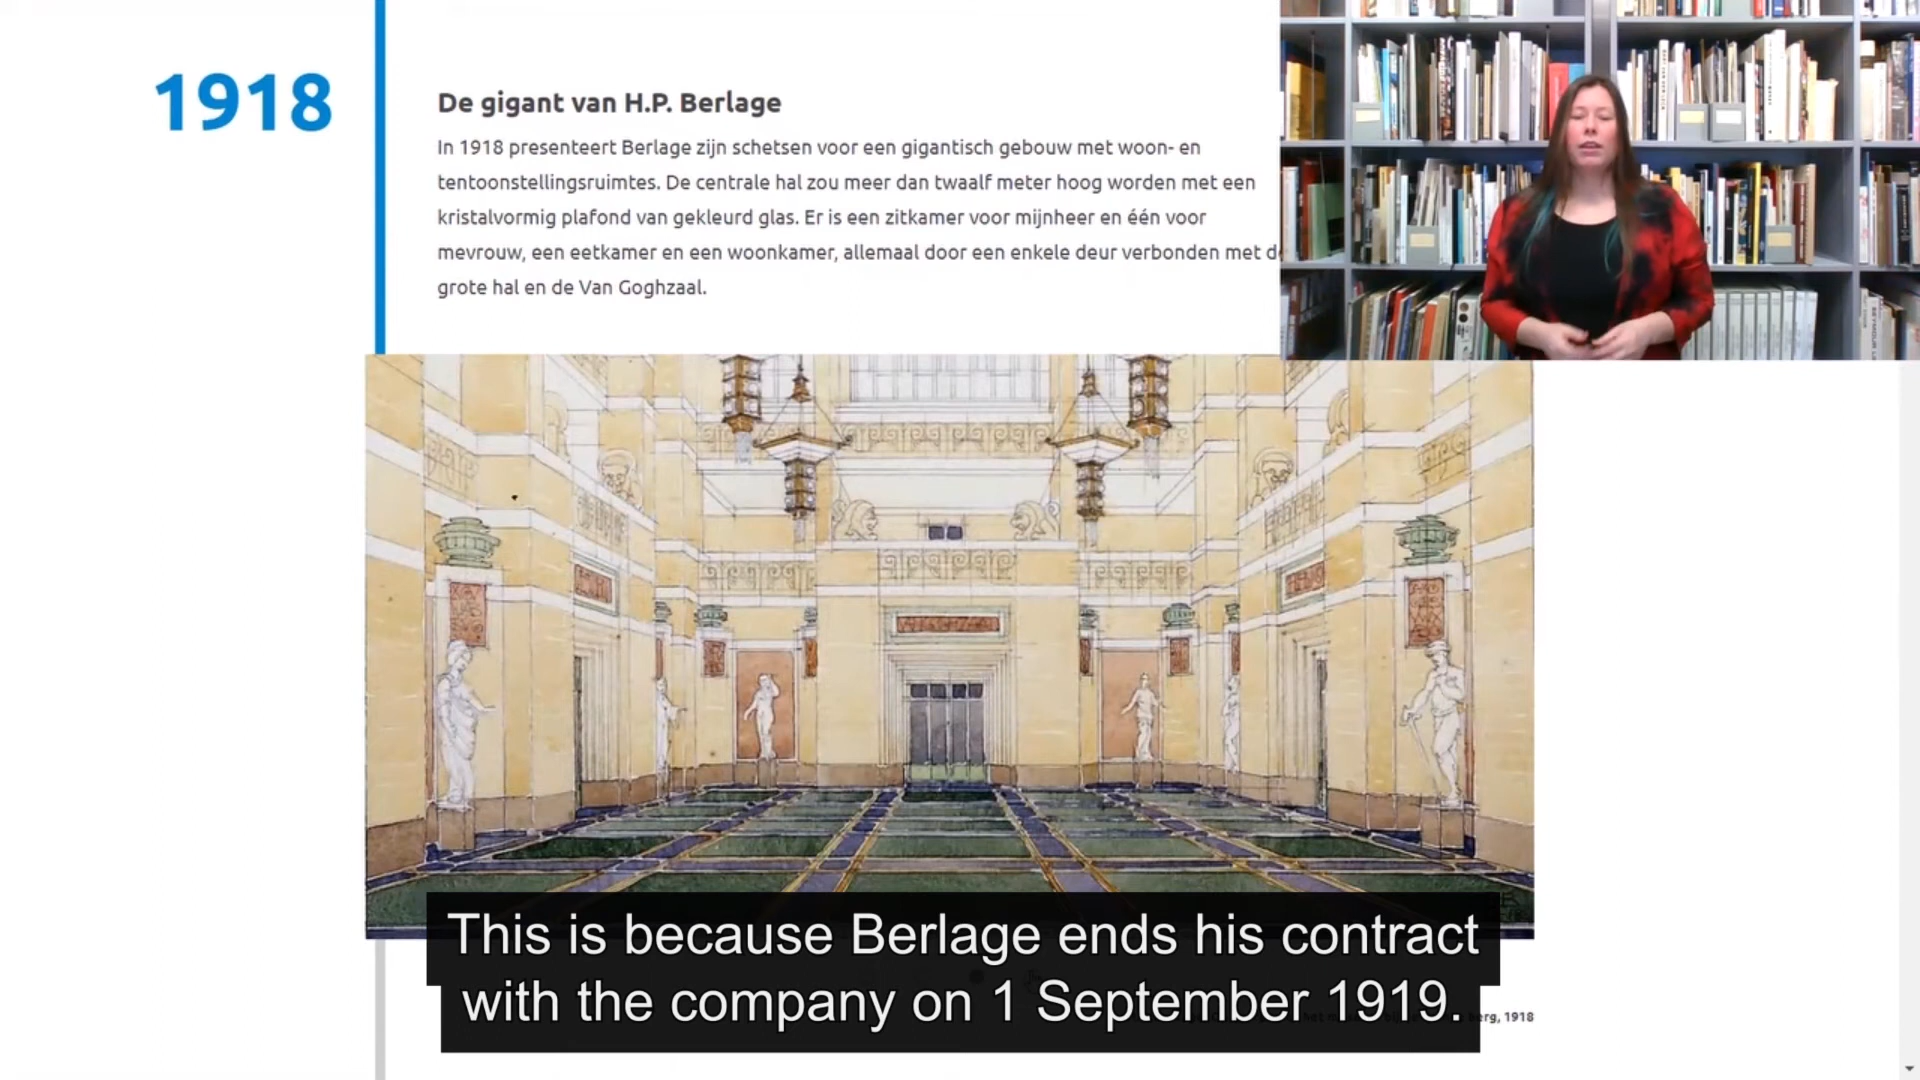 1918
De gigant van H.P. Berlage
In 1918 presenteert Berlage zijn schetsen voor een gigantisch gebouw met woon- en
tentoonstellingsruimtes. De centrale hal zou meer dan twaalf meter hoog worden met een
kristalvormig plafond van gekleurd glas. Er is een zitkamer voor mijnheer en één voor
mevrouw, een eetkamer en een woonkamer, allemaal door een enkele deur verbonden met
grote hal en de Van Goghzaal.
This is because Berlage ends his contract
with the company on 1 September 1919.
berg, 1918